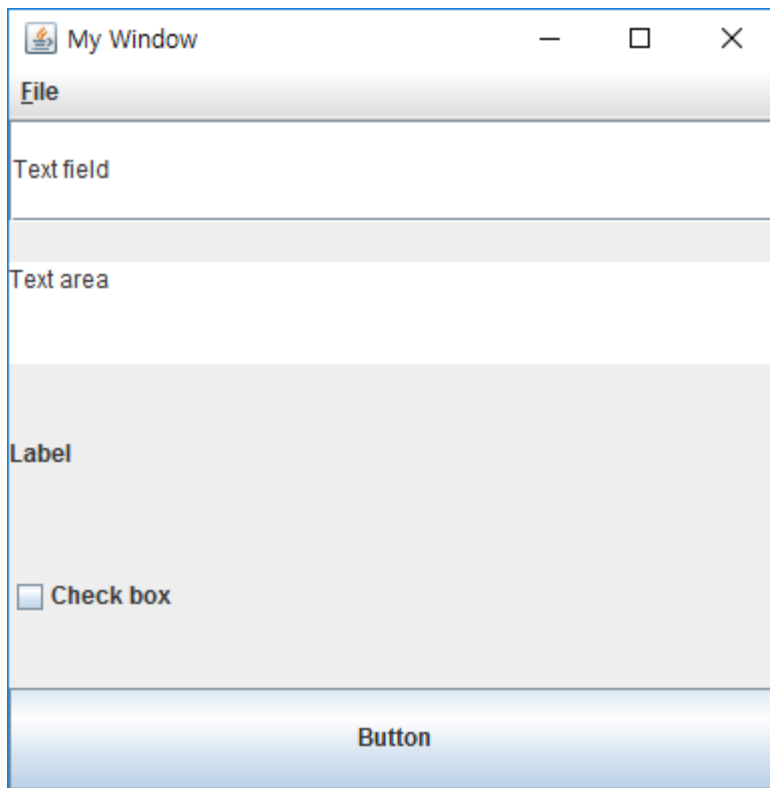 My Window
File
Text field
Text area
Label
Check box
Button